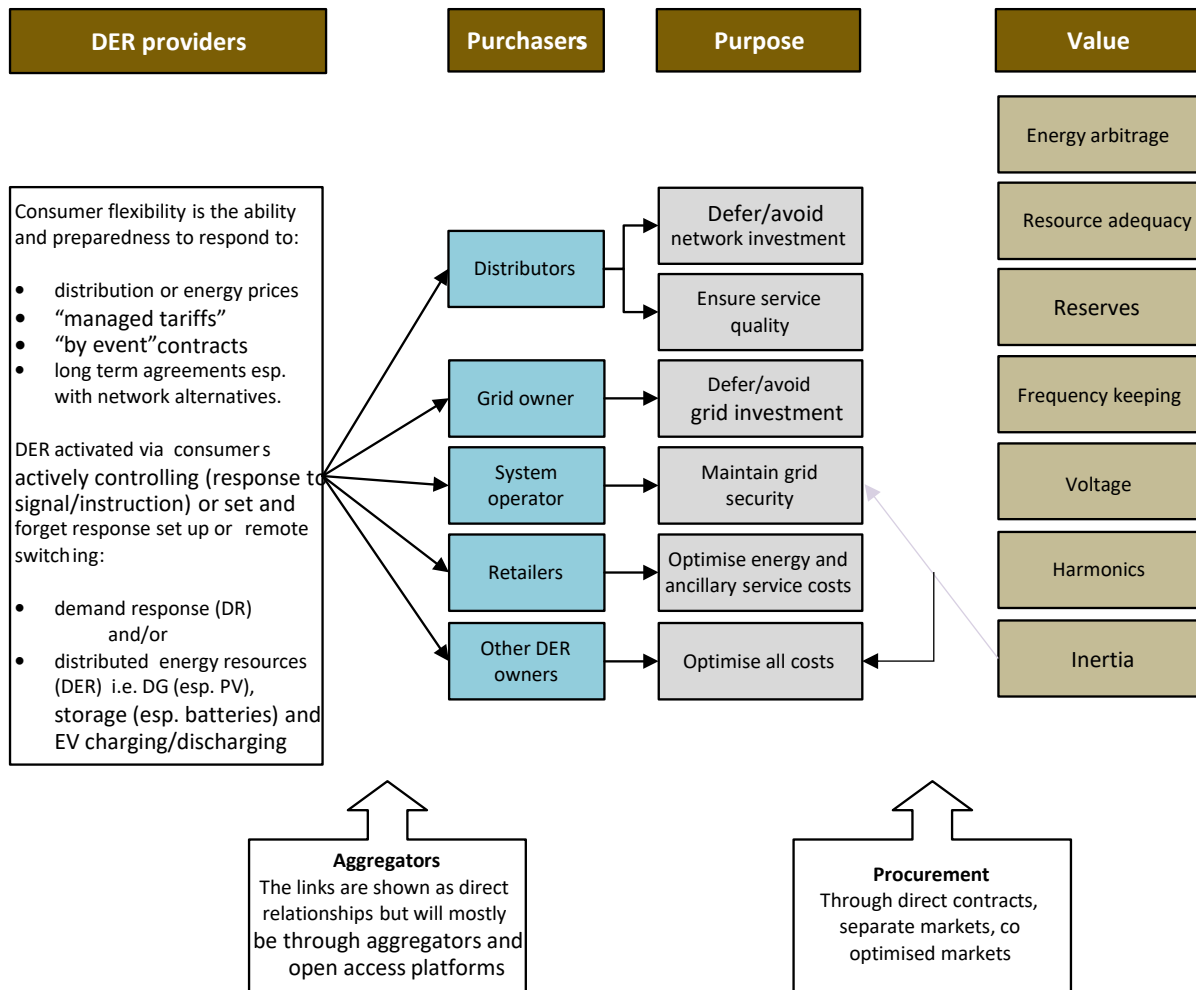 DER providers
Purchasers
Purpose
Value
Consumer flexibility is the ability
and preparedness to respond to:
• distribution or energy prices
• “managed tariffs”
• “by event”contracts
• long term agreements esp.
with network alternatives.
DER activated via consumers
actively controlling (response to
signal/instruction) or set and
forget response set up or remote
switching:
• demand response (DR)
and/or
• distributed energy resources
(DER) i.e. DG (esp. PV),
storage (esp. batteries) and
EV charging/discharging
Distributors
Grid owner
System
operator
Retailers
Other DER
owners
Defer/avoid
network investment
Ensure service
quality
Defer/avoid
grid investment
Maintain grid
security
Optimise energy and
ancillary service costs
Optimise all costs
Energy arbitrage
Resource adequacy
Reserves
Frequency keeping
Voltage
Harmonics
Inertia
Aggregators
The links are shown as direct
relationships but will mostly
be through aggregators and
open access platforms
Procurement
Through direct contracts,
separate markets, co
optimised markets